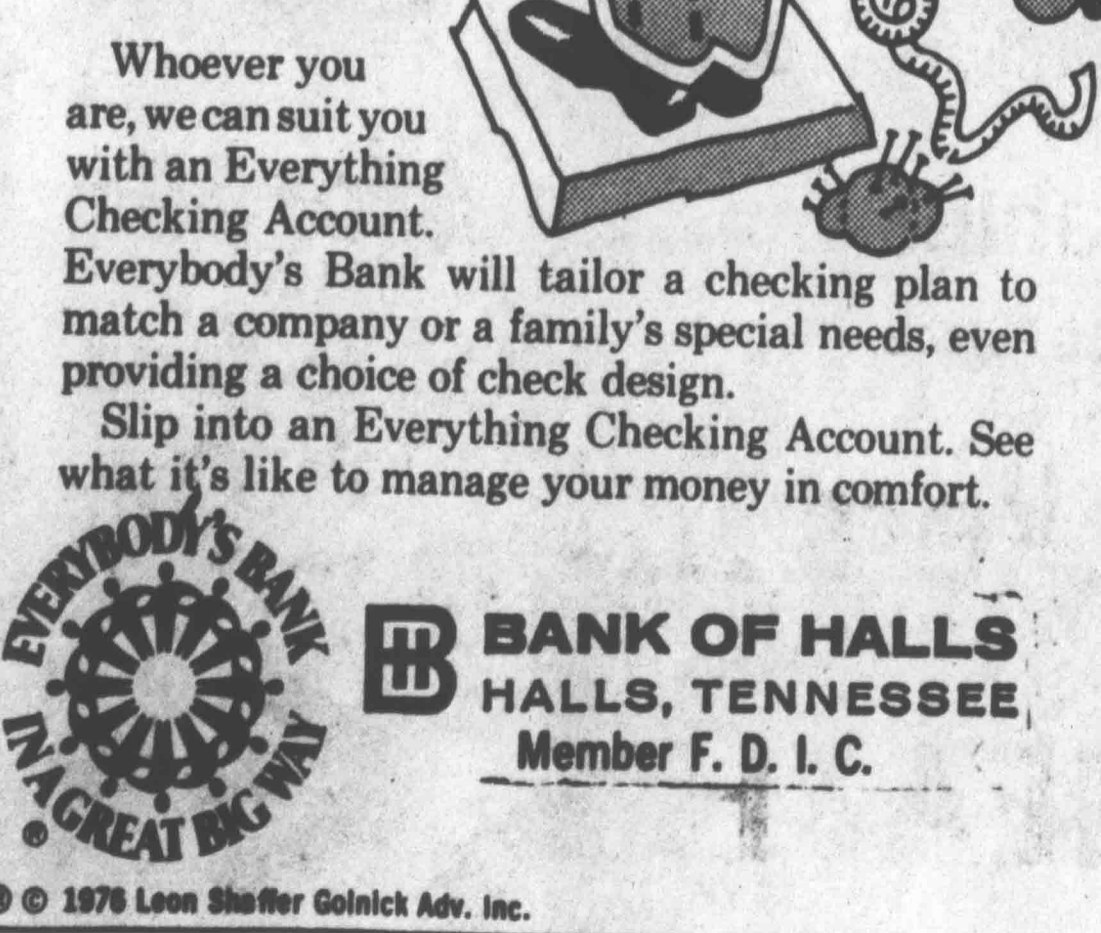 Whoever you
are, we can suit you
with an Everything
Checking Account.
Everybody's Bank will tailor a checking plan to
match a company or a family's special needs, even
providing a choice of check design.
Slip into an Everything Checking Account. See
what it's like to manage your money in comfort.
EVERYBODY'S BANK
IN A GREAT BIG WAY
®
BH
BANK OF HALLS
HALLS, TENNESSEE
Member F. D. I. C.
® © 1976 Leon Shaffer Golnick Adv. Inc.